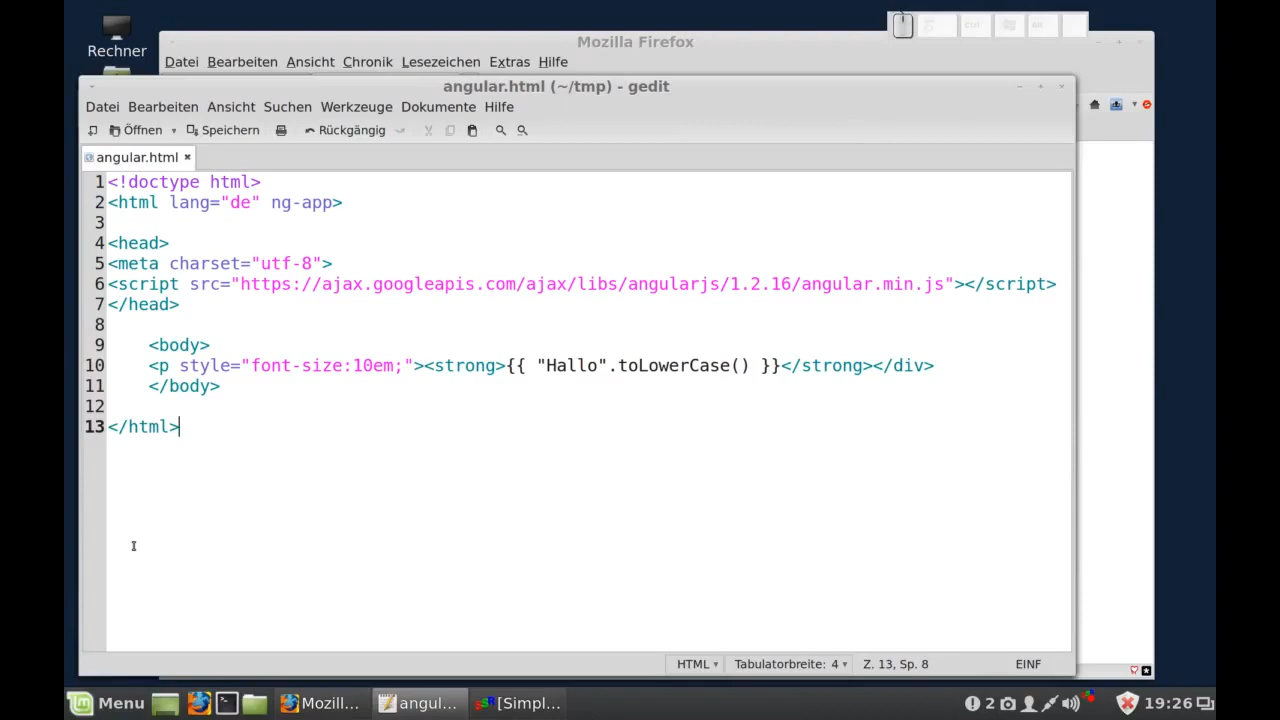 Rechner
Mozilla Firefox
Datei Bearbeiten Ansicht Chronik Lesezeichen Extras Hilfe
angular.html (~/tmp) - gedit
Datei Bearbeiten Ansicht Suchen Werkzeuge Dokumente Hilfe
Öffnen Speichern Rückgängig
angular.html
1 <!doctype html>
2 <html lang="de" ng-app>
3
4 <head>
5 <meta charset="utf-8">
6 <script src="https://ajax.googleapis.com/ajax/libs/angularjs/1.2.16/angular.min.js"></script>
7 </head>
8
9 <body>
10 <p style="font-size:10em;"><strong>{{ "Hallo".toLowerCase() }}</strong></div>
11 </body>
12
13 </html>
HTML Tabulatorbreite: 4 Z. 13, Sp. 8 EINF
Menu Mozill... angul... [Simpl... 2 19:26